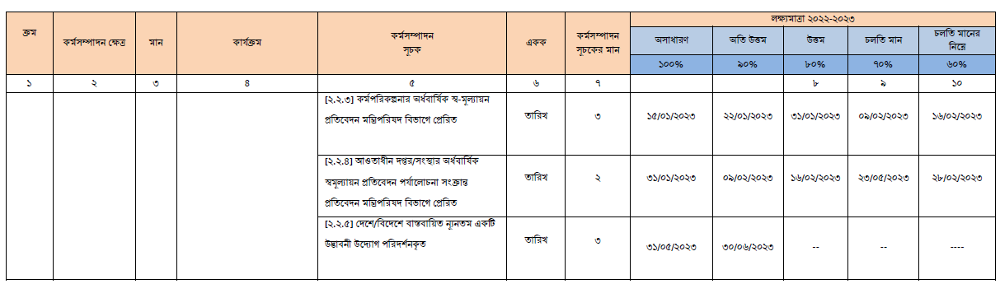 লক্ষ্যমাত্রা ২০২২-২০২৩
ক্রম কর্মসম্পাদন ক্ষেত্র মান কার্যক্রম কর্মসম্পাদন সূচক একক কর্মসম্পাদন সূচকের মান অসাধারণ অতি উত্তম উত্তম চলতি মান চলতি মানের নিম্নে
১০০% ৯০% ৮০% ৭০% ৬০%
১ ২ ৩ ৪ ৫ ৬ ৭ ৮ ৯ ১০
[২.২.৩] কর্মপরিকল্পনার অর্ধবার্ষিক স্ব-মূল্যায়ন
প্রতিবেদন মন্ত্রিপরিষদ বিভাগে প্রেরিত
তারিখ ৩ ১৫/০১/২০২৩ ২২/০১/২০২৩ ৩১/০১/২০২৩ ০৯/০২/২০২৩ ১৬/০২/২০২৩
[২.২.৪] আওতাধীন দপ্তর/সংস্থার অর্ধবার্ষিক
স্বমূল্যায়ন প্রতিবেদন পর্যালোচনা সংক্রান্ত
প্রতিবেদন মন্ত্রিপরিষদ বিভাগে প্রেরিত
তারিখ ২ ৩১/০১/২০২৩ ০৯/০২/২০২৩ ১৬/০২/২০২৩ ২৩/০৫/২০২৩ ২৮/০২/২০২৩
[২.২.৫] দেশে/বিদেশে বাস্তবায়িত ন্যূনতম একটি
উদ্ভাবনী উদ্যোগ পরিদর্শনকৃত
তারিখ ৩ ৩১/০৫/২০২৩ ৩০/০৬/২০২৩ -- -- ----